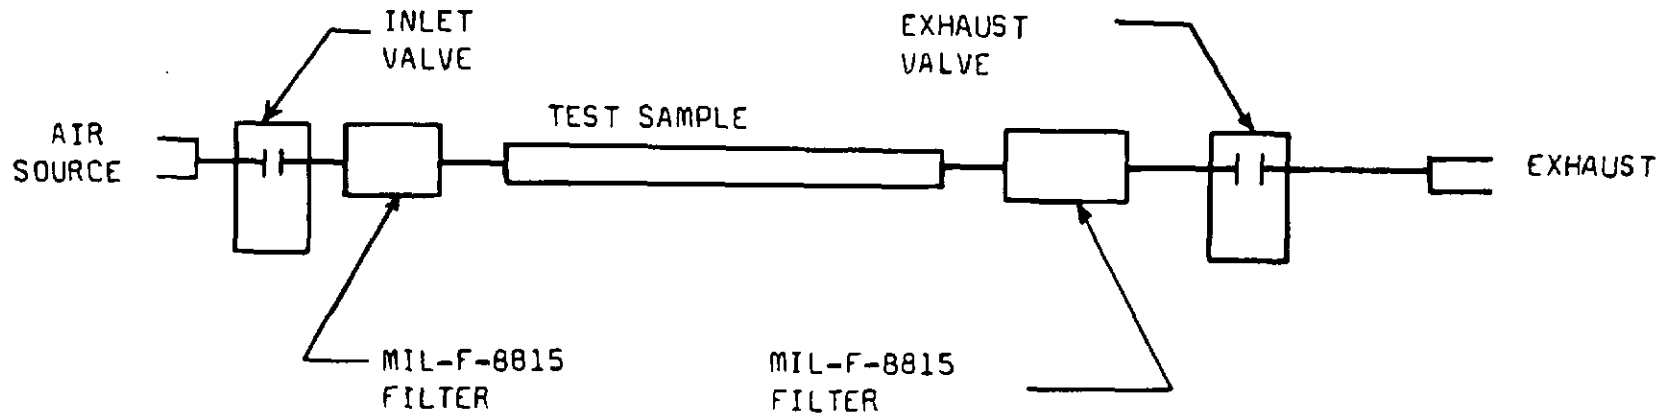 INLET
VALVE
EXHAUST
VALVE
AIR
SOURCE
TEST SAMPLE
EXHAUST
MIL-F-8815
FILTER
MIL-F-8815
FILTER